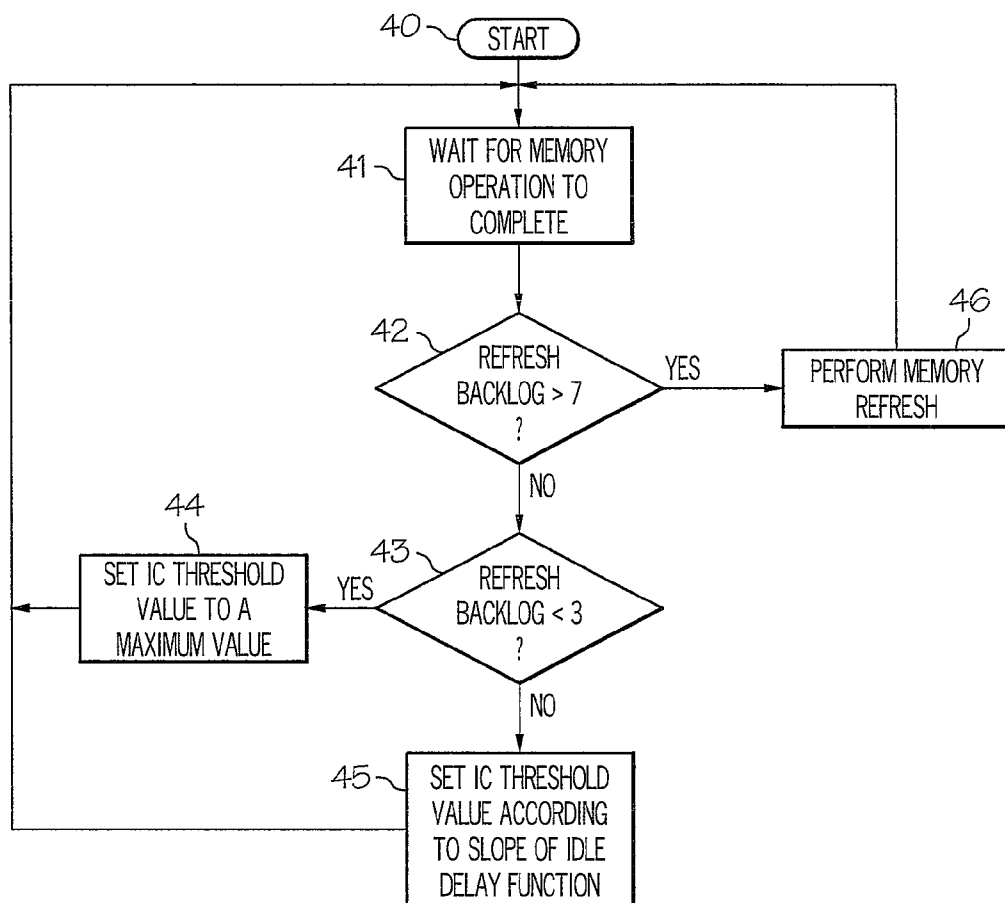 40
START
41
WAIT FOR MEMORY
OPERATION TO
COMPLETE
42
REFRESH
BACKLOG > 7
?
YES
46
PERFORM MEMORY
REFRESH
NO
44
SET IC THRESHOLD
VALUE TO A
MAXIMUM VALUE
YES
43
REFRESH
BACKLOG < 3
?
NO
45
SET IC THRESHOLD
VALUE ACCORDING
TO SLOPE OF IDLE
DELAY FUNCTION